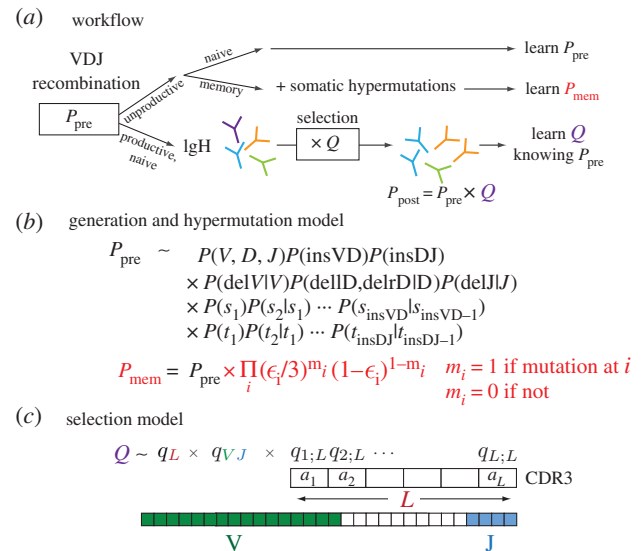 (a) workflow
VDJ
recombination
P_pre
unproductive
productive,
naive
naive
memory
+ somatic hypermutations
learn P_pre
learn P_mem
IgH
selection
× Q
P_post = P_pre × Q
learn Q
knowing P_pre
(b) generation and hypermutation model
P_pre ~ P(V, D, J)P(insVD)P(insDJ)
× P(delV|V)P(dellD,delrD|D)P(delJ|J)
× P(s_1)P(s_2|s_1) ··· P(s_insVD|s_insVD–1)
× P(t_1)P(t_2|t_1) ··· P(t_insDJ|t_insDJ–1)
P_mem = P_pre × Π_i (ϵ_i/3)^m_i (1–ϵ_i)^1–m_i m_i = 1 if mutation at i
m_i = 0 if not
(c) selection model
Q ~ q_L × q_VJ × q_1;L q_2;L ··· q_L;L
a_1 a_2 a_L CDR3
L
V J